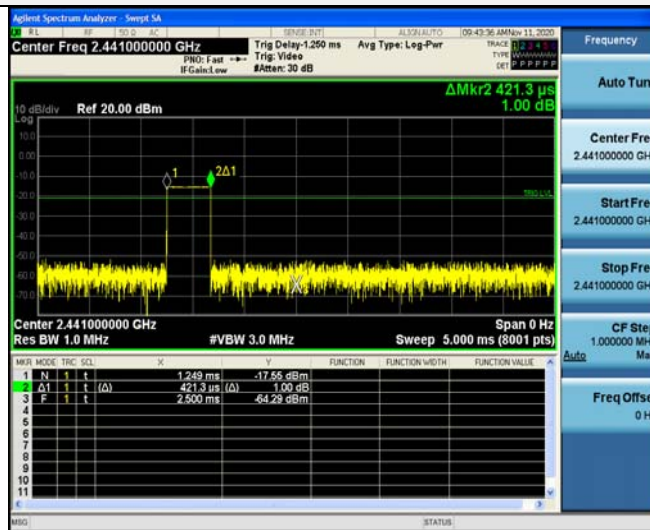 Agilent Spectrum Analyzer - Swept SA
RL RF 50 Ω AC SENSE:INT ALIGN AUTO 09:43:36 AM Nov 11, 2020
Center Freq 2.441000000 GHz
PNO: Fast
IFGain:Low
Trig Delay-1.250 ms
Trig: Video
#Atten: 30 dB
Avg Type: Log-Pwr
TRACE 1 2 3 4 5 6
TYPE
DET P P P P P P
ΔMkr2 421.3 µs
1.00 dB
10 dB/div
Log
Ref 20.00 dBm
10.0
0.00
-10.0
-20.0
-30.0
-40.0
-50.0
-60.0
-70.0
1
2Δ1
TRIG LVL
Center 2.441000000 GHz
Span 0 Hz
Res BW 1.0 MHz
#VBW 3.0 MHz
Sweep 5.000 ms (8001 pts)
MKR MODE TRC SCL X Y FUNCTION FUNCTION WIDTH FUNCTION VALUE
1 N 1 t 1.249 ms -17.55 dBm
2 Δ1 1 t (Δ) 421.3 µs (Δ) 1.00 dB
3 F 1 t 2.500 ms -64.29 dBm
4
5
6
7
8
9
10
11
MSG
STATUS
Frequency
Auto Tun
Center Fre
2.441000000 GH
Start Fre
2.441000000 GH
Stop Fre
2.441000000 GH
CF Ste
1.000000 MH
Auto Ma
Freq Offse
0 H